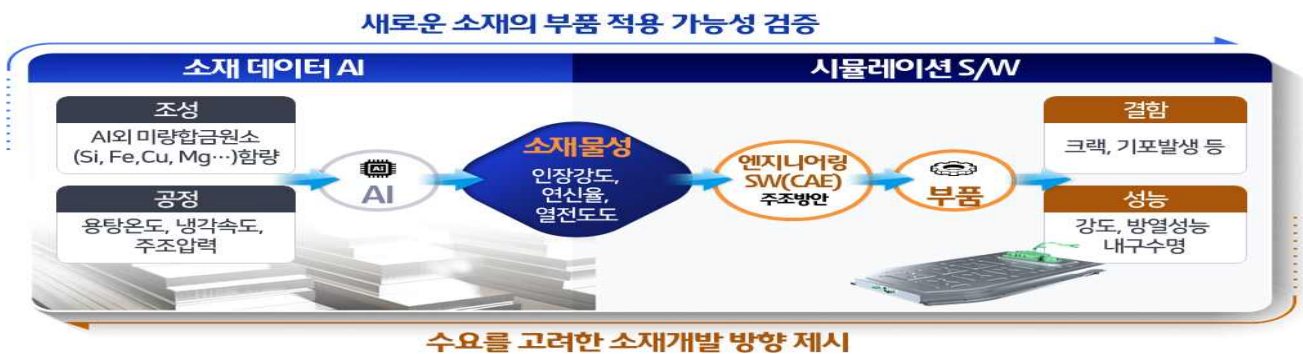 새로운 소재의 부품 적용 가능성 검증
소재 데이터 AI
시뮬레이션 S/W
조성
AI외 미량합금원소
(Si, Fe,Cu, Mg…)함량
공정
용탕온도, 냉각속도,
주조압력
AI
AI
소재물성
인장강도,
연신율,
열전도도
엔지니어링
SW(CAE)
주조방안
부품
결함
크랙, 기포발생 등
성능
강도, 방열성능
내구수명
수요를 고려한 소재개발 방향 제시